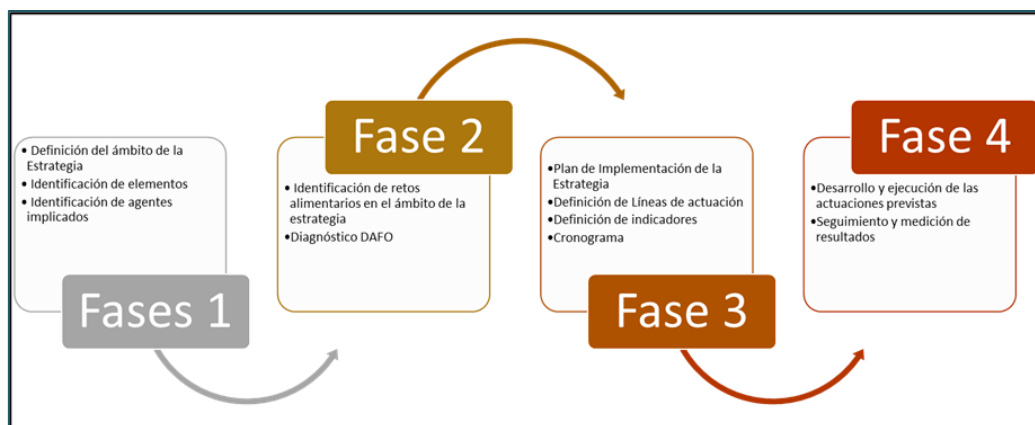 Fases 1
• Definición del ámbito de la
Estrategia
• Identificación de elementos
• Identificación de agentes
implicados
Fase 2
• Identificación de retos
alimentarios en el ámbito de la
estrategia
•Diagnóstico DAFO
Fase 3
•Plan de Implementación de la
Estrategia
•Definición de Líneas de actuación
•Definición de indicadores
•Cronograma
Fase 4
•Desarrollo y ejecución de las
actuaciones previstas
•Seguimiento y medición de
resultados